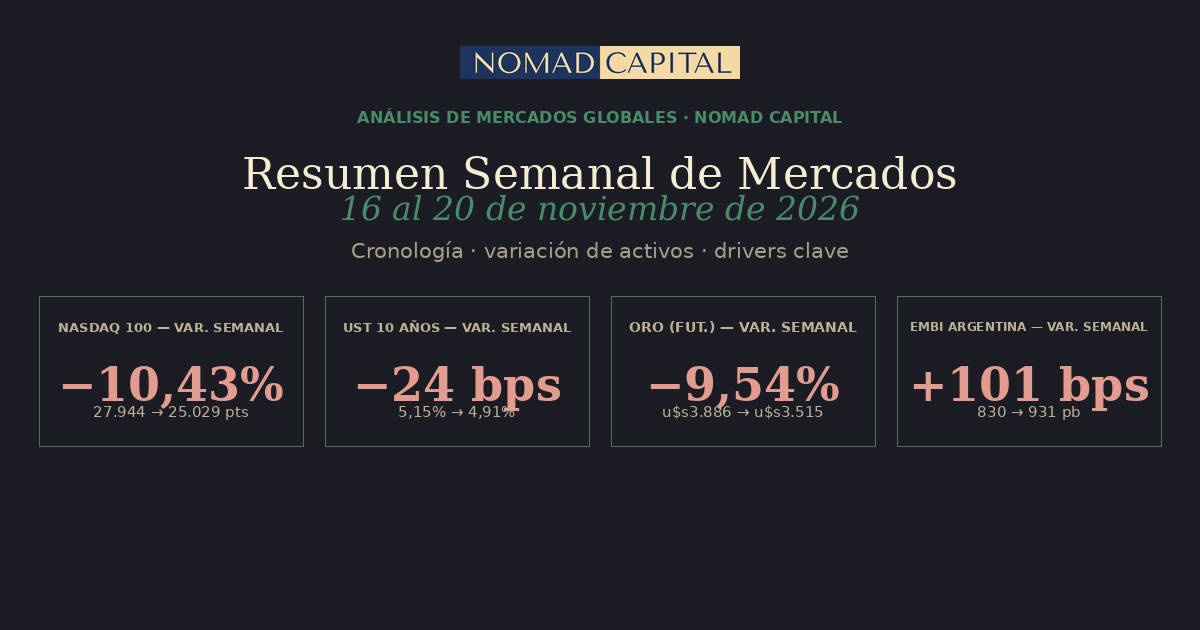 NOMAD CAPITAL
ANÁLISIS DE MERCADOS GLOBALES · NOMAD CAPITAL
Resumen Semanal de Mercados
16 al 20 de noviembre de 2026
Cronología · variación de activos · drivers clave
NASDAQ 100 — VAR. SEMANAL
−10,43%
27.944 → 25.029 pts
UST 10 AÑOS — VAR. SEMANAL
−24 bps
5,15% → 4,91%
ORO (FUT.) — VAR. SEMANAL
−9,54%
u$s3.886 → u$s3.515
EMBI ARGENTINA — VAR. SEMANAL
+101 bps
830 → 931 pb